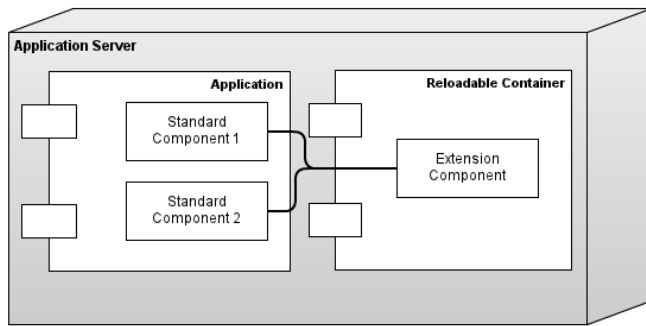 Application Server
Application
Reloadable Container
Standard
Component 1
Extension
Component
Standard
Component 2